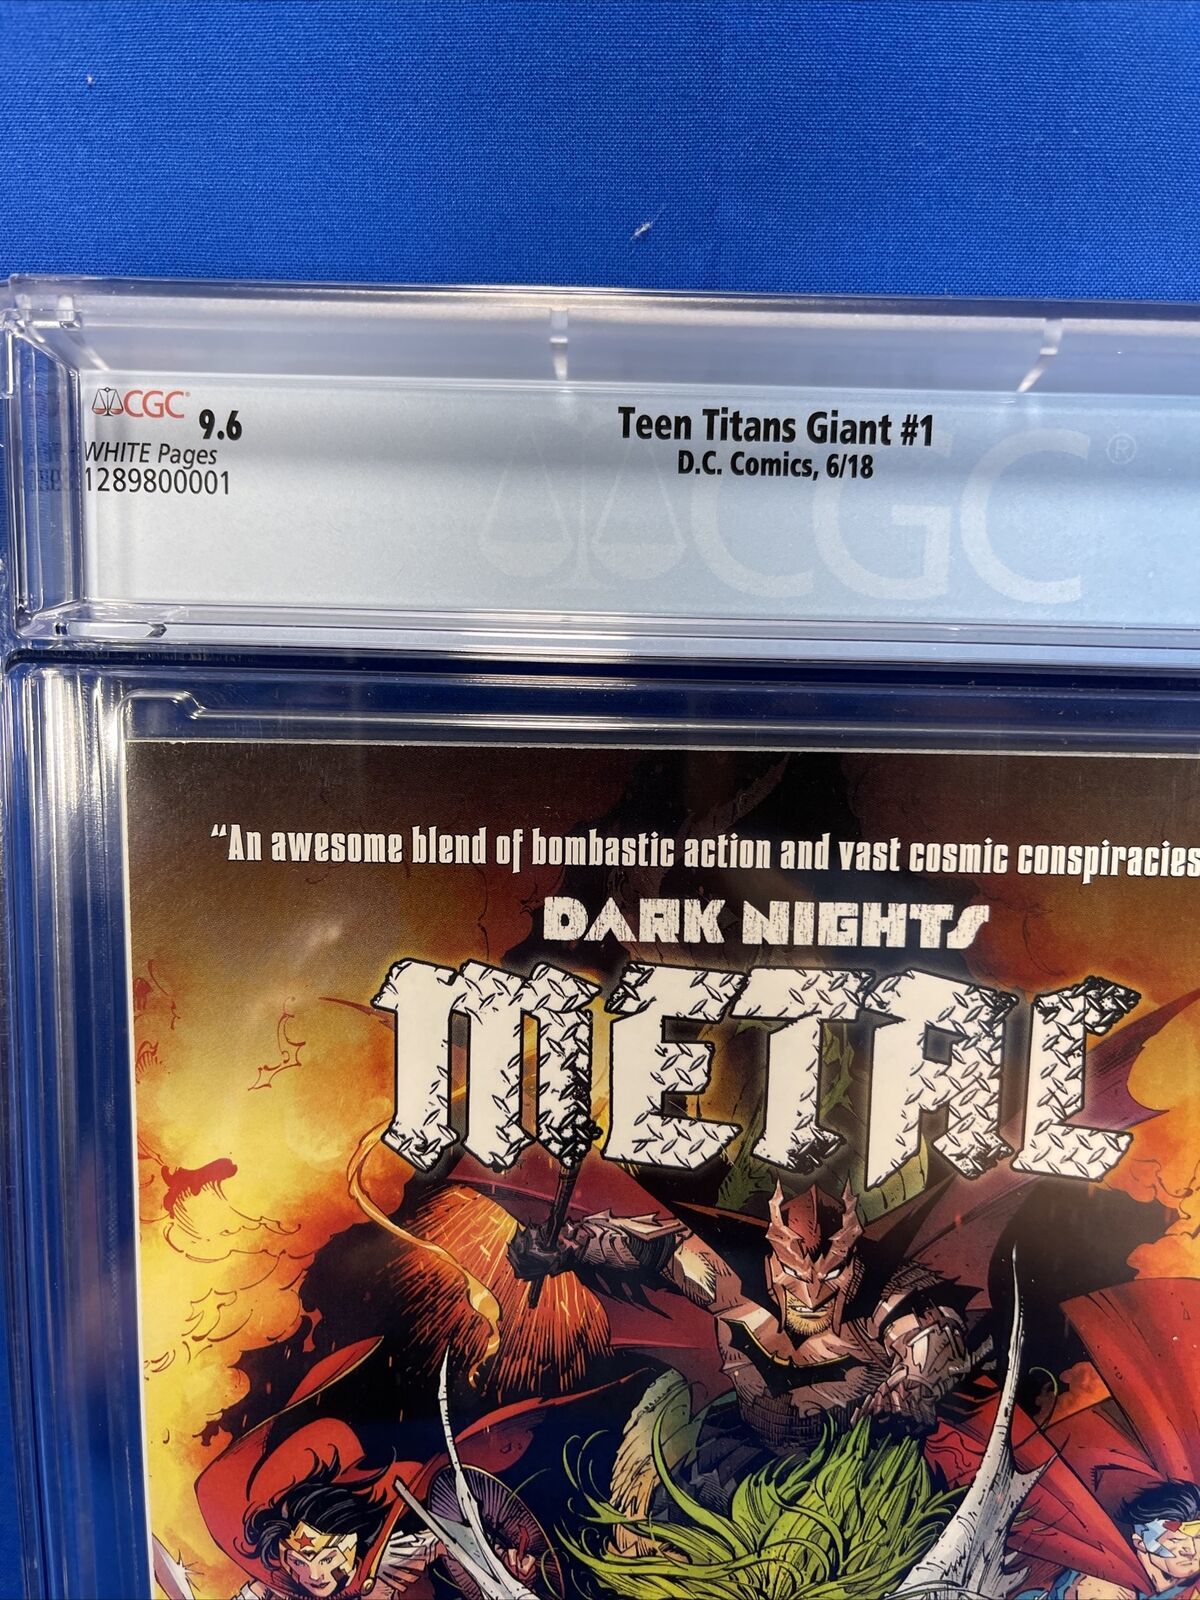 CGC 9.6
WHITE Pages
1289800001
Teen Titans Giant #1
D.C. Comics, 6/18
CGC®
"An awesome blend of bombastic action and vast cosmic conspiracies
DARK NIGHTS
METAL